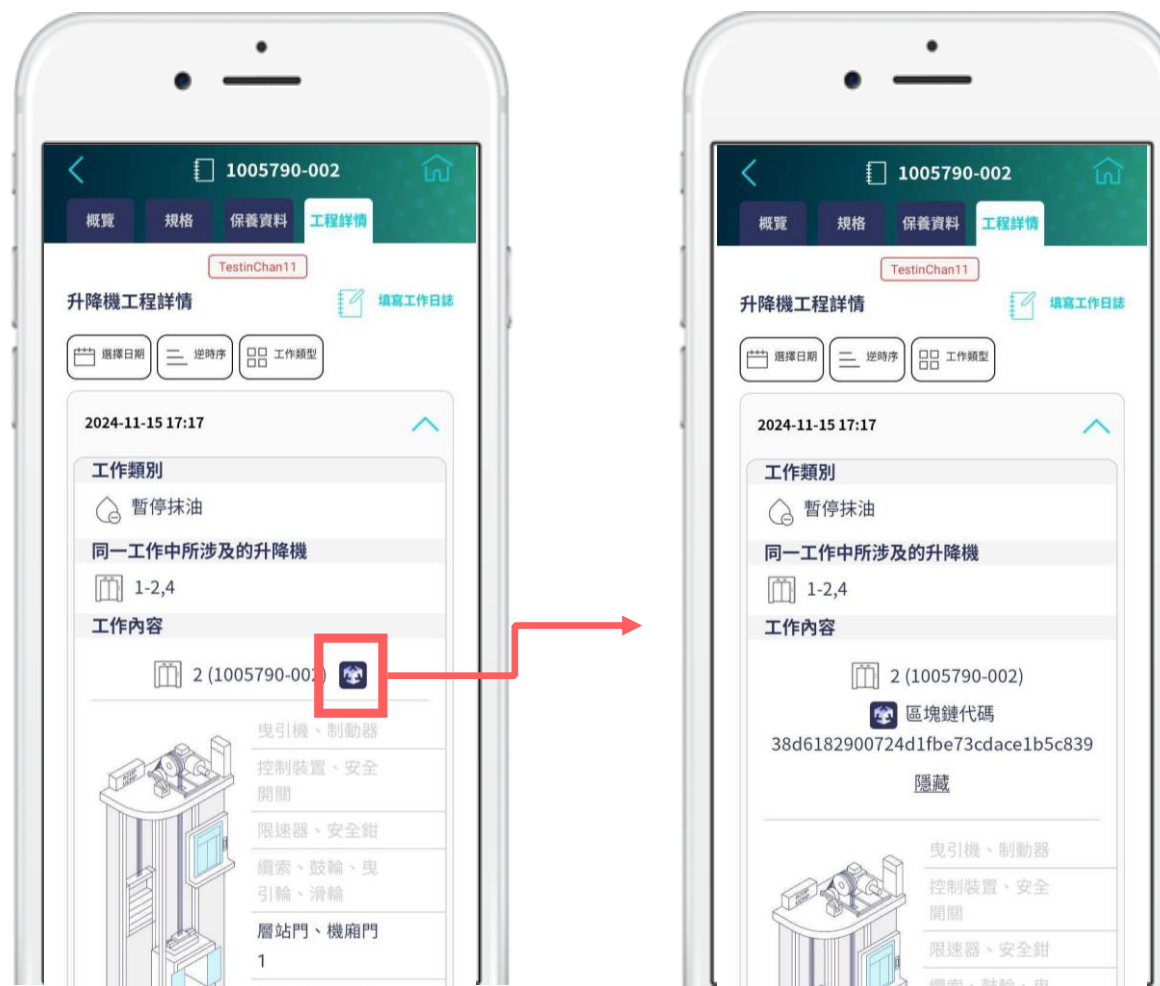 1005790-002
概覽 規格 保養資料 工程詳情
TestinChan11
升降機工程詳情 填寫工作日誌
選擇日期 逆時序 工作類型
2024-11-15 17:17
工作類別
暫停抹油
同一工作中所涉及的升降機
1-2,4
工作內容
2 (1005790-002)
曳引機、制動器
控制裝置、安全
開關
限速器、安全鉗
纜索、鼓輪、曳
引輪、滑輪
層站門、機廂門
1
1005790-002
概覽 規格 保養資料 工程詳情
TestinChan11
升降機工程詳情 填寫工作日誌
選擇日期 逆時序 工作類型
2024-11-15 17:17
工作類別
暫停抹油
同一工作中所涉及的升降機
1-2,4
工作內容
2 (1005790-002)
區塊鏈代碼
38d6182900724d1fbe73cdace1b5c839
隱藏
曳引機、制動器
控制裝置、安全
開關
限速器、安全鉗
纜索、鼓輪、曳